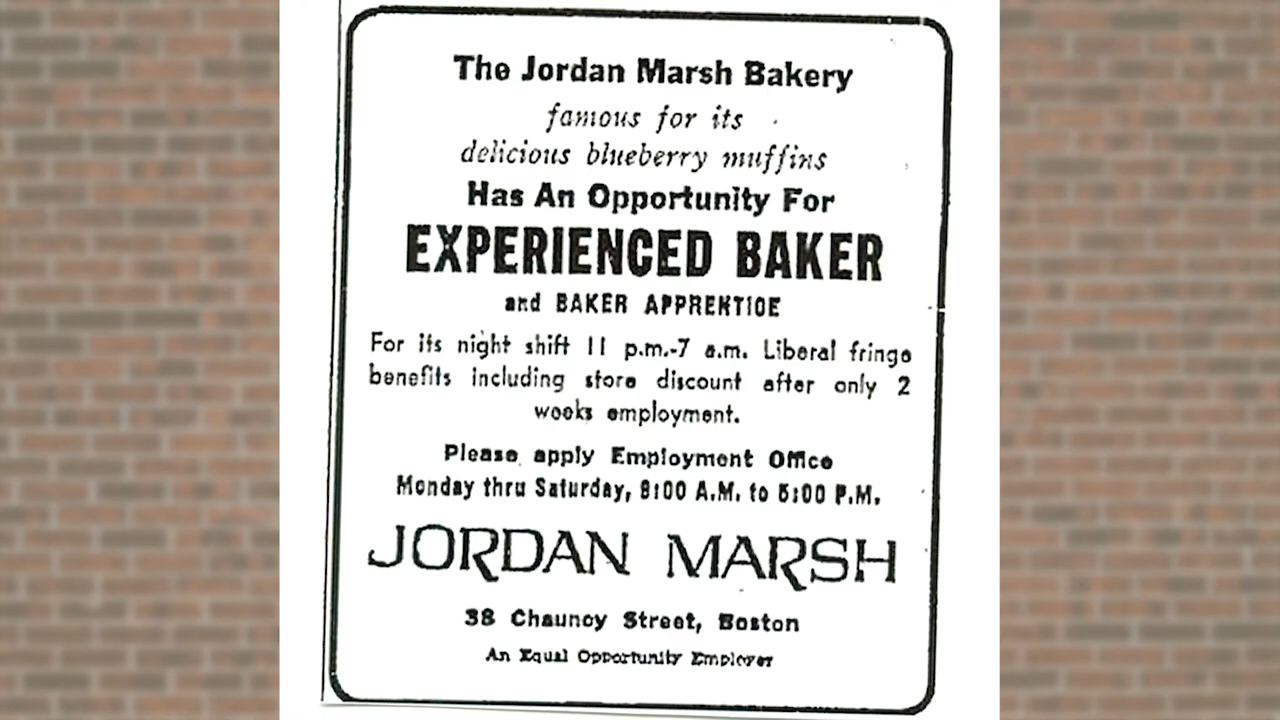 The Jordan Marsh Bakery
famous for its
delicious blueberry muffins
Has An Opportunity For
EXPERIENCED BAKER
and BAKER APPRENTICE
For its night shift 11 p.m.-7 a.m. Liberal fringe
benefits including store discount after only 2
weeks employment.
Please apply Employment Office
Monday thru Saturday, 8:00 A.M. to 5:00 P.M.
JORDAN MARSH
38 Chauncy Street, Boston
An Equal Opportunity Employer